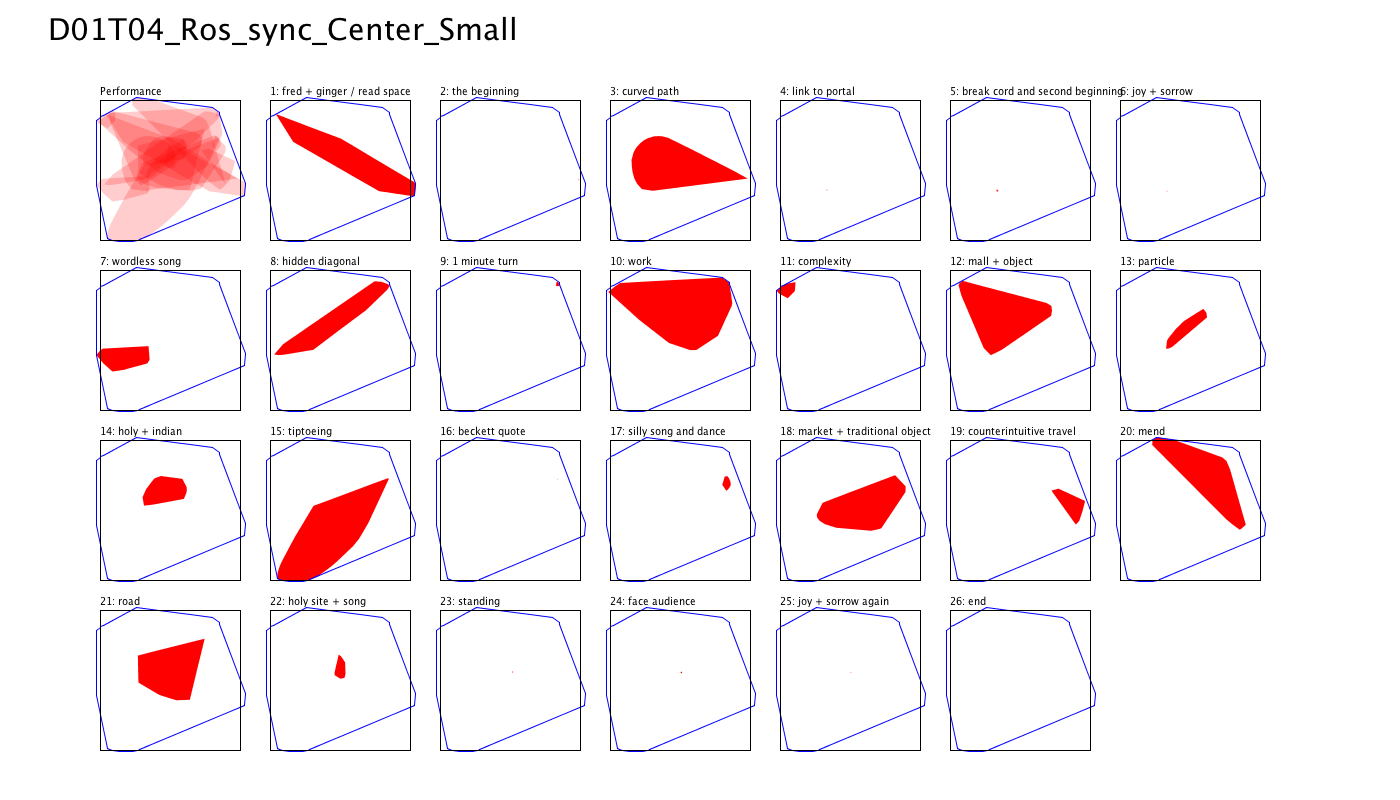 D01T04_Ros_sync_Center_Small
Performance
1: fred + ginger / read space
2: the beginning
3: curved path
4: link to portal
5: break cord and second beginning
6: joy + sorrow
7: wordless song
8: hidden diagonal
9: 1 minute turn
10: work
11: complexity
12: mall + object
13: particle
14: holy + indian
15: tiptoeing
16: beckett quote
17: silly song and dance
18: market + traditional object
19: counterintuitive travel
20: mend
21: road
22: holy site + song
23: standing
24: face audience
25: joy + sorrow again
26: end